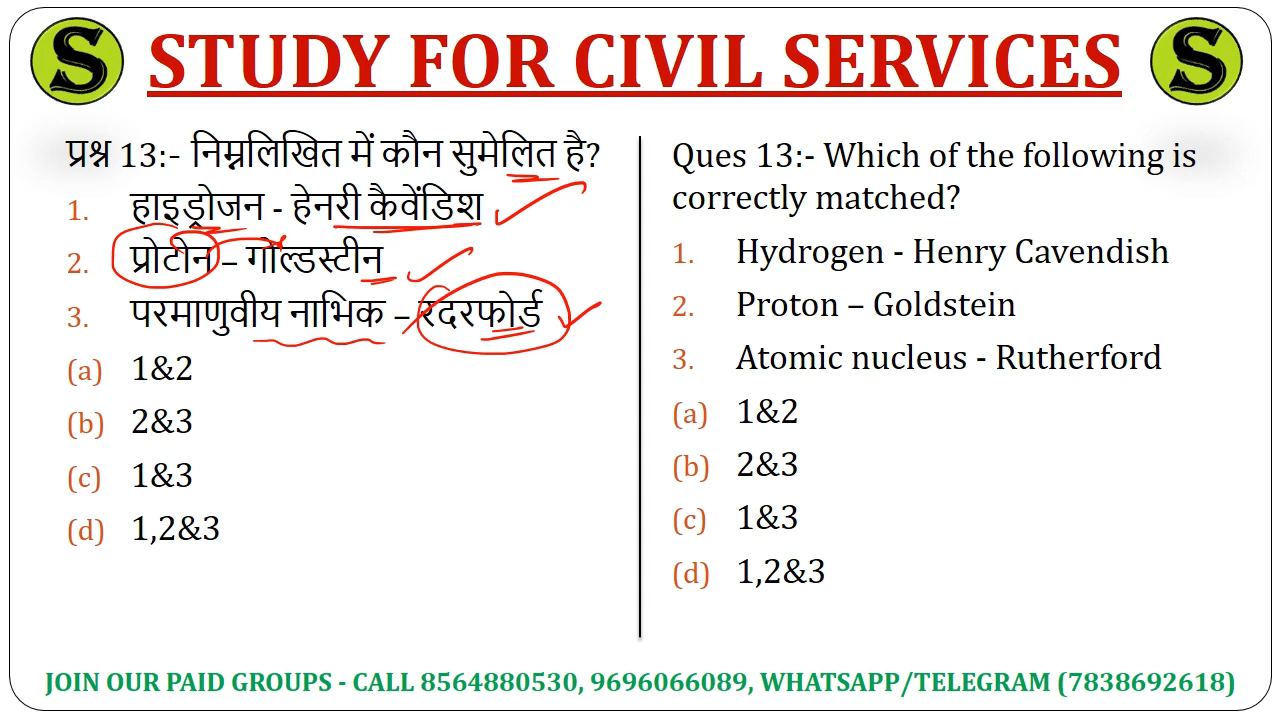 STUDY FOR CIVIL SERVICES
S
S
प्रश्न 13:- निम्नलिखित में कौन सुमेलित है?
1. हाइड्रोजन - हेनरी कैवेंडिश
2. प्रोटोन – गोल्डस्टीन
3. परमाणुवीय नाभिक – रदरफोर्ड
(a) 1&2
(b) 2&3
(c) 1&3
(d) 1,2&3
Ques 13:- Which of the following is
correctly matched?
1. Hydrogen - Henry Cavendish
2. Proton – Goldstein
3. Atomic nucleus - Rutherford
(a) 1&2
(b) 2&3
(c) 1&3
(d) 1,2&3
JOIN OUR PAID GROUPS - CALL 8564880530, 9696066089, WHATSAPP/TELEGRAM (7838692618)